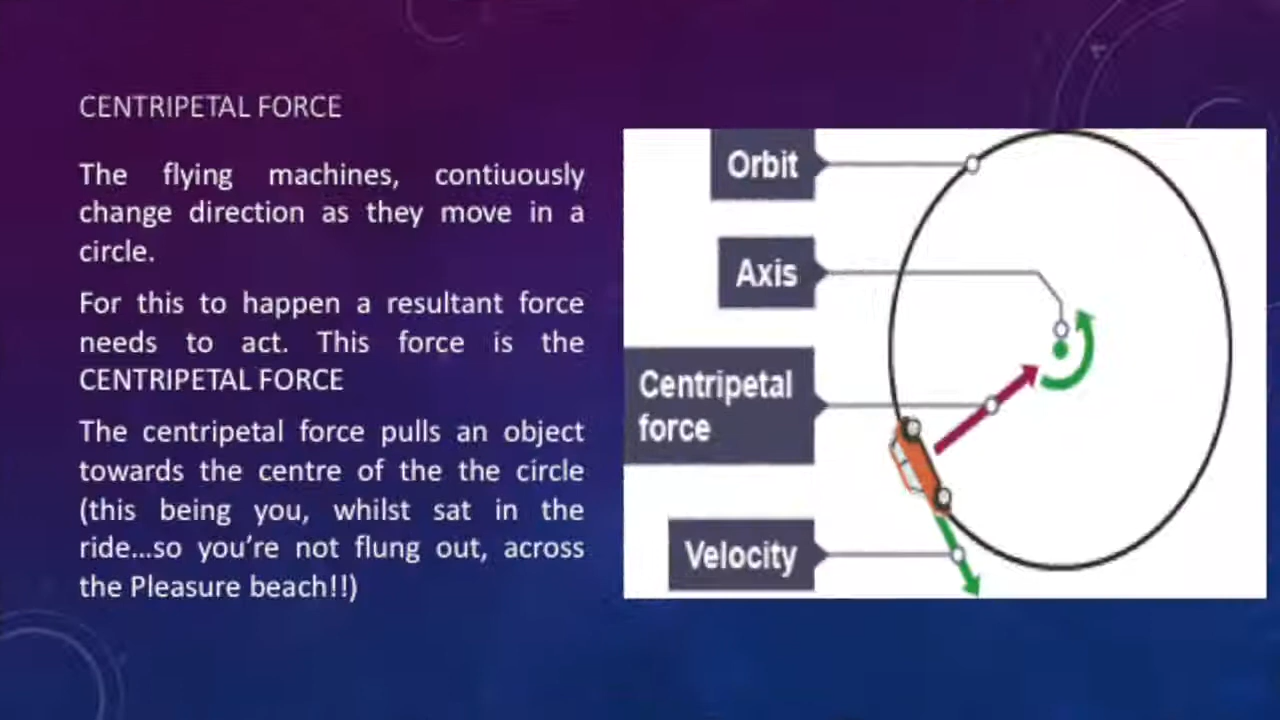 CENTRIPETAL FORCE
The flying machines, contiuously
change direction as they move in a
circle.
For this to happen a resultant force
needs to act. This force is the
CENTRIPETAL FORCE
The centripetal force pulls an object
towards the centre of the the circle
(this being you, whilst sat in the
ride...so you're not flung out, across
the Pleasure beach!!)
Orbit
Axis
Centripetal
force
Velocity